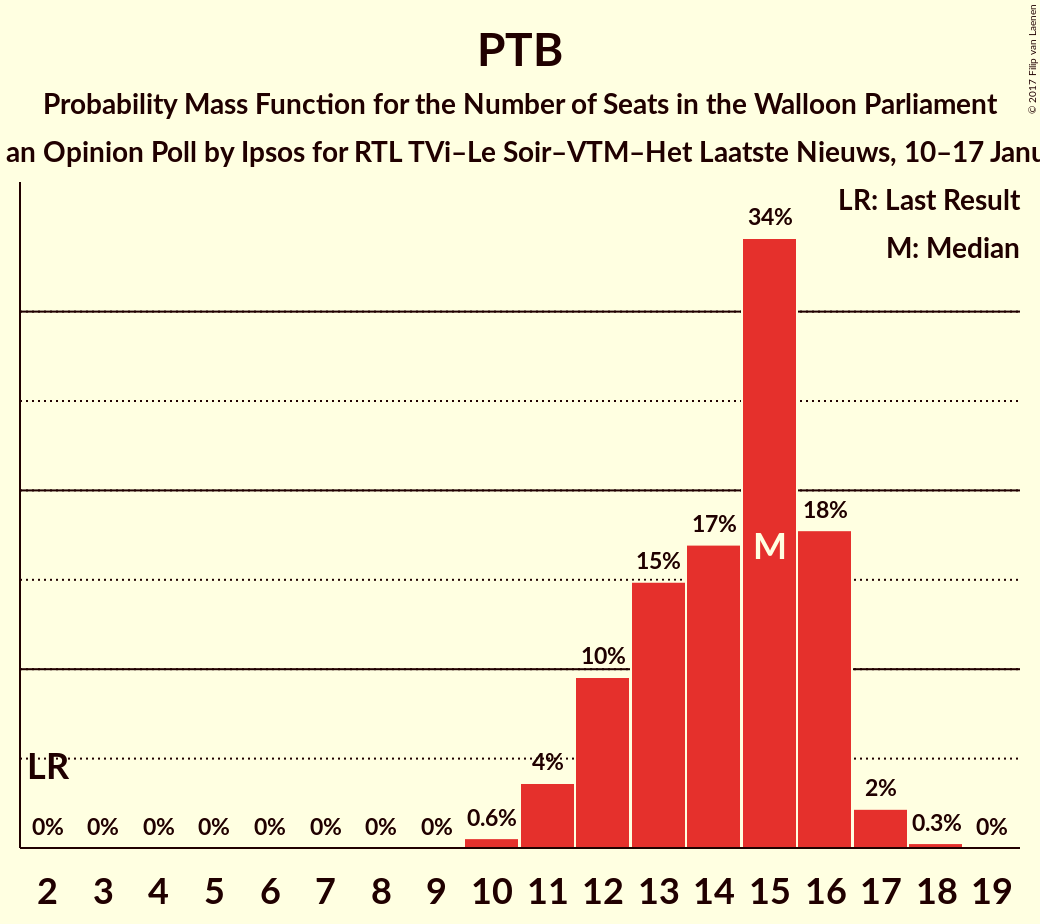 PTB
Probability Mass Function for the Number of Seats in the Walloon Parliament
an Opinion Poll by Ipsos for RTL TVi–Le Soir–VTM–Het Laatste Nieuws, 10–17 Janu
© 2017 Filip van Laenen
LR: Last Result
M: Median
34%
18%
17%
M
15%
10%
LR
4%
2%
0% 0% 0% 0% 0% 0% 0% 0% 0.6% 0.3% 0%
2 3 4 5 6 7 8 9 10 11 12 13 14 15 16 17 18 19